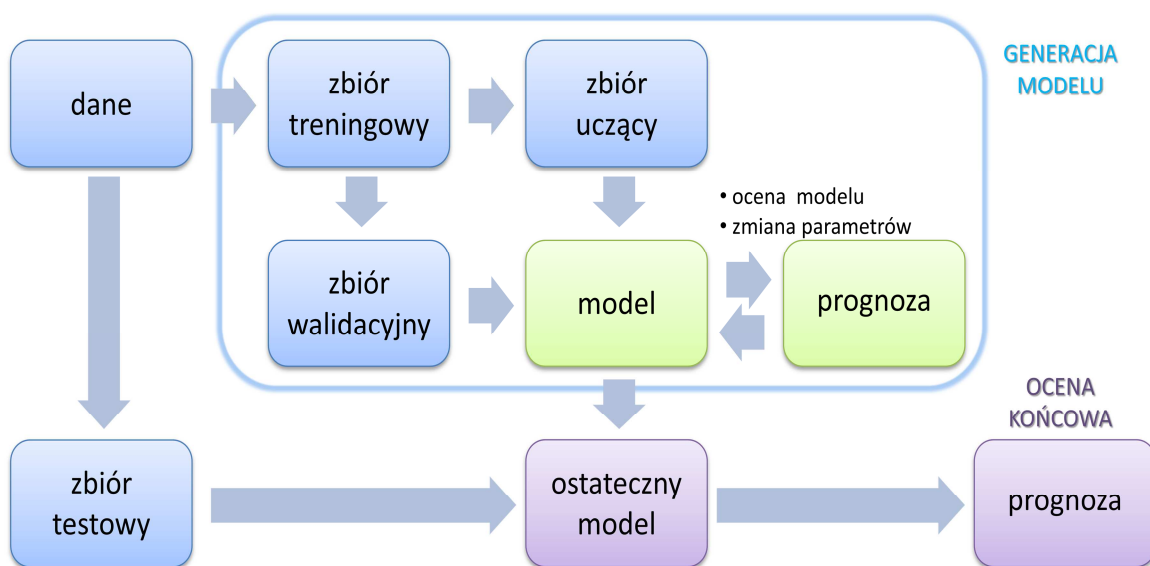 dane
zbiór
treningowy
zbiór
uczący
GENERACJA
MODELU
• ocena  modelu
• zmiana parametrów
zbiór
walidacyjny
model
prognoza
OCENA
KOŃCOWA
zbiór
testowy
ostateczny
model
prognoza